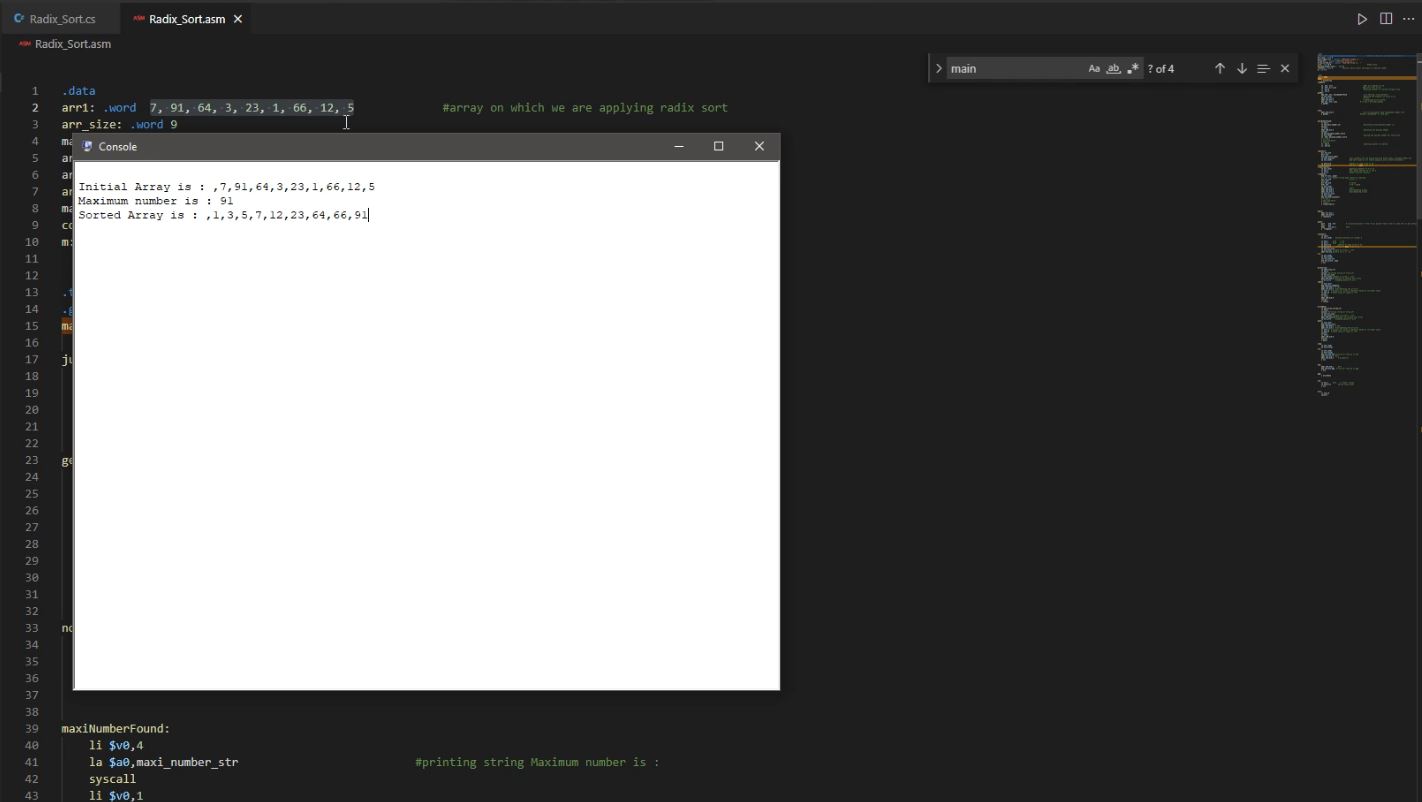 Radix_Sort.cs
Radix_Sort.asm
Radix_Sort.asm
main
? of 4
1 .data
2 arr1: .word 7, 91, 64, 3, 23, 1, 66, 12, 5 #array on which we are applying radix sort
3 arr_size: .word 9
4 ma
5 ar
6 ar
7 ar
8 ma
9 co
10 m:
11
12
13 .t
14 .g
15 ma
16
17 ju
18
19
20
21
22
23 ge
24
25
26
27
28
29
30
31
32
33 no
34
35
36
37
38
39 maxiNumberFound:
40 li $v0,4
41 la $a0,maxi_number_str #printing string Maximum number is :
42 syscall
43 li $v0,1
Console
Initial Array is : ,7,91,64,3,23,1,66,12,5
Maximum number is : 91
Sorted Array is : ,1,3,5,7,12,23,64,66,91